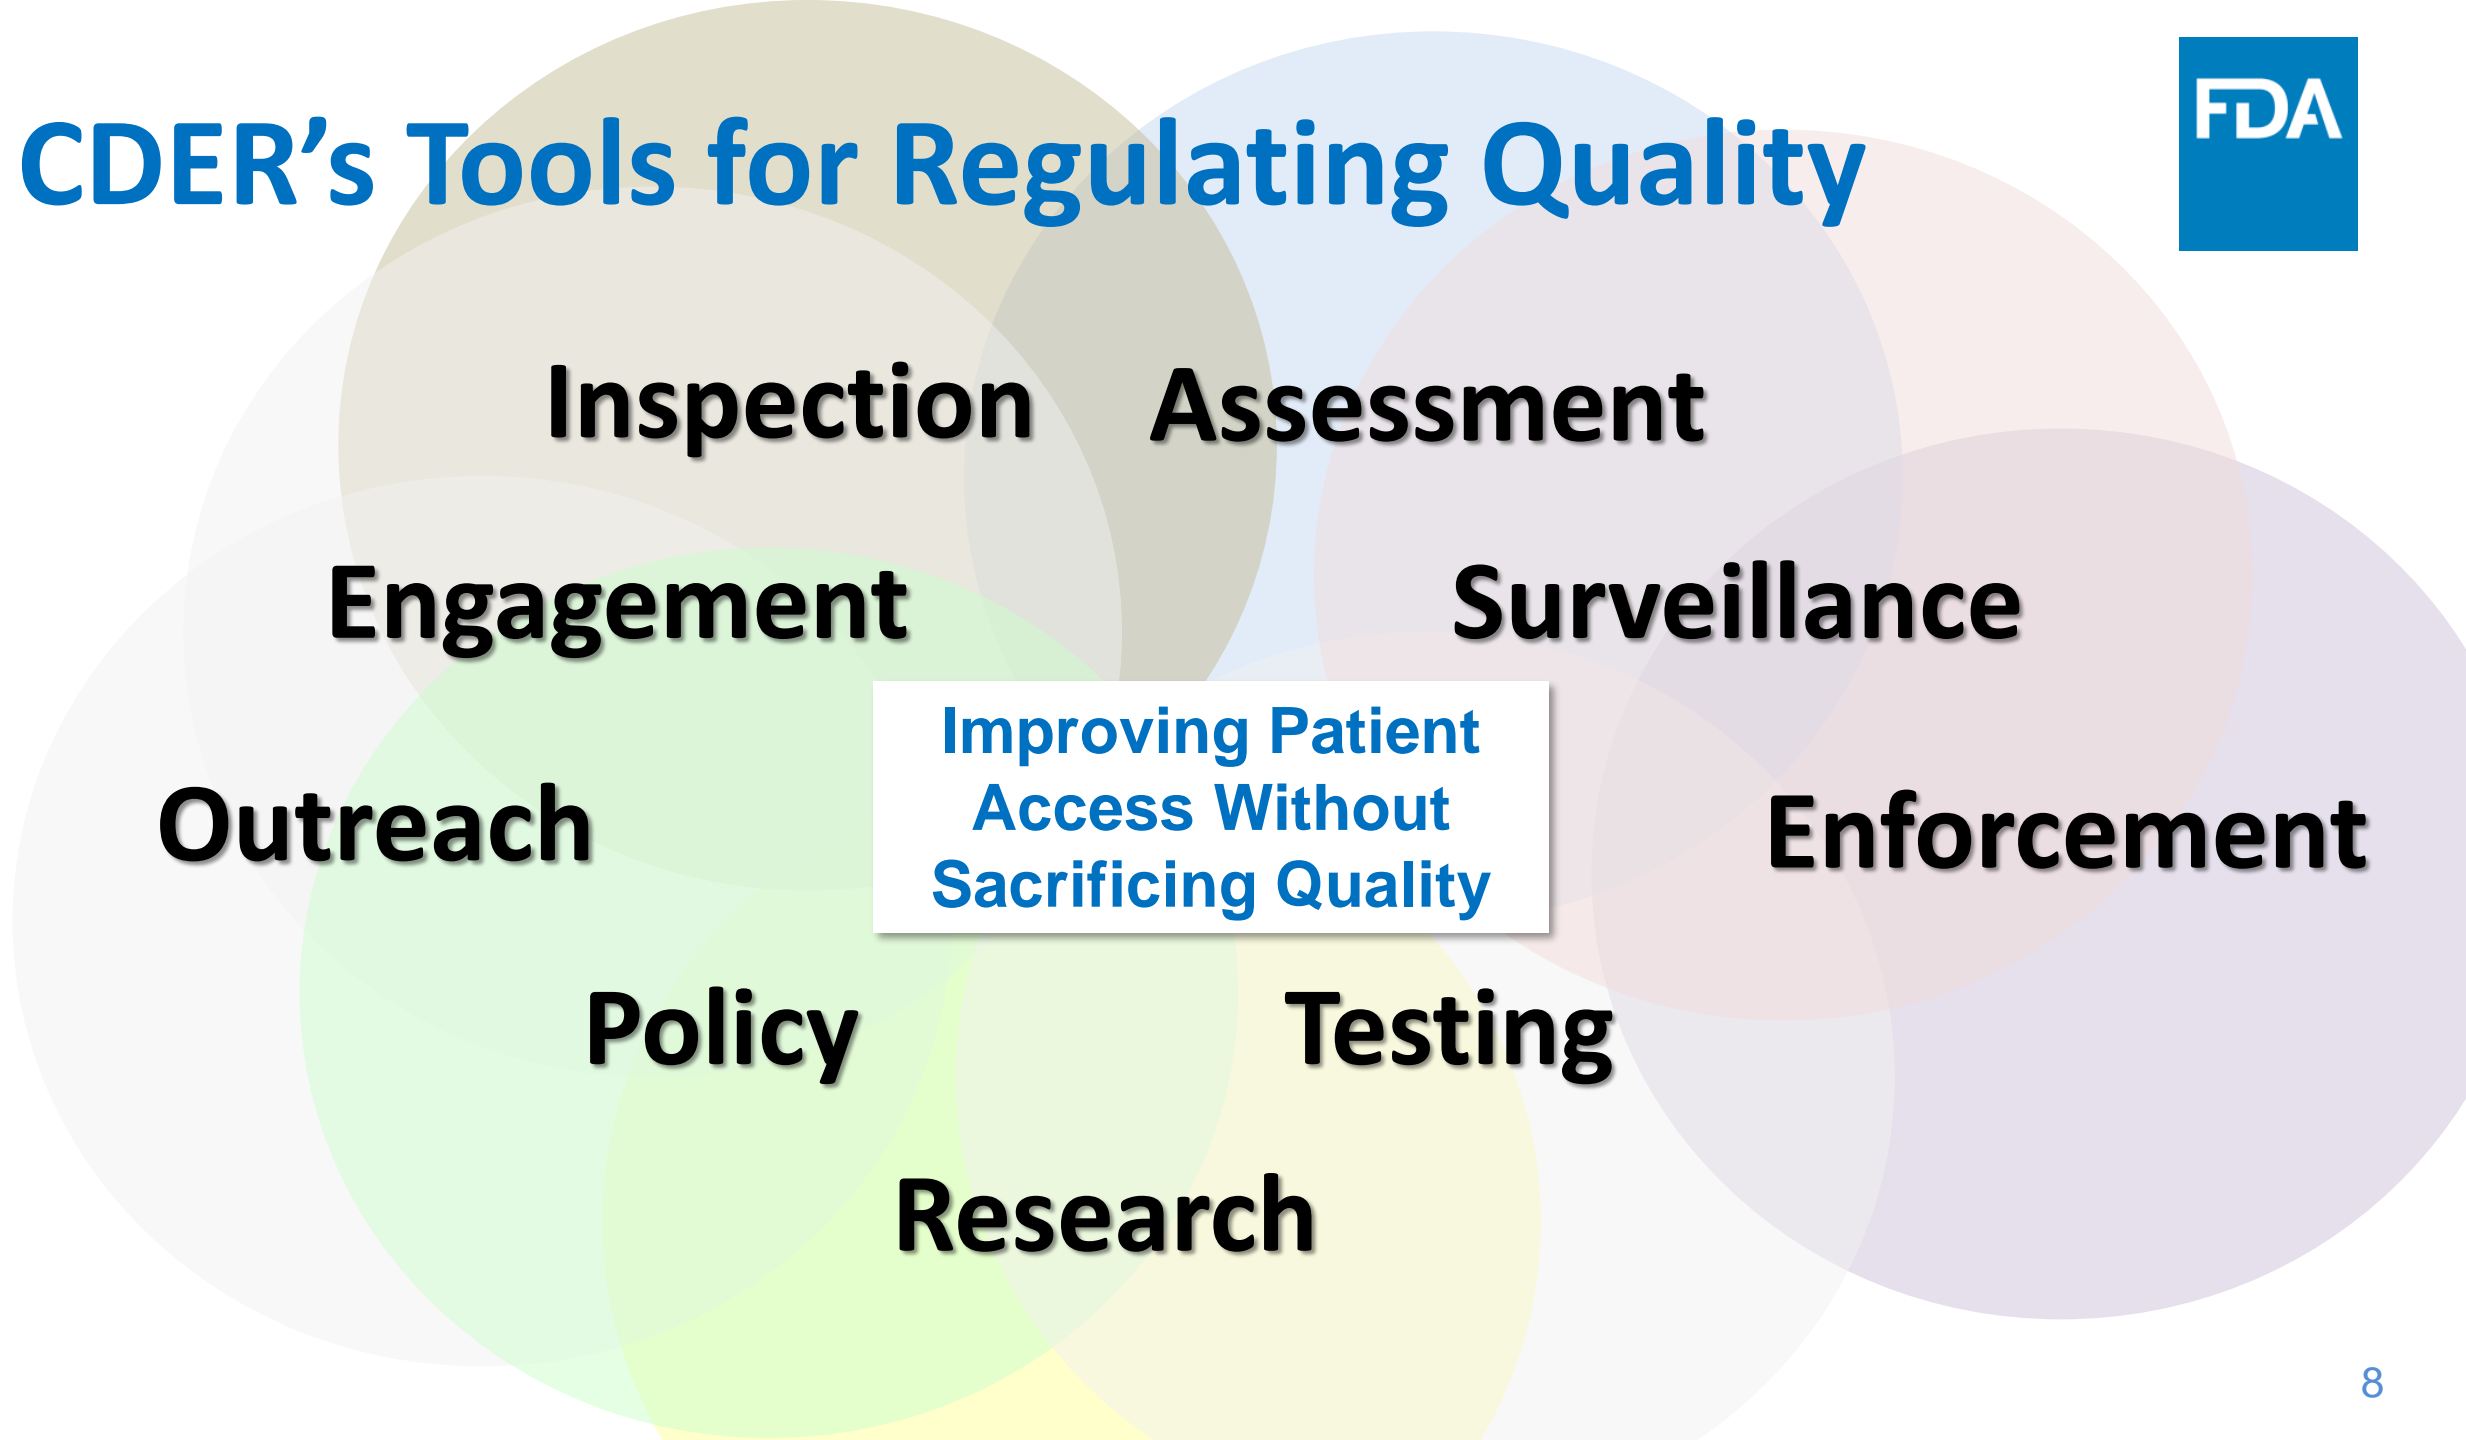 CDER’s Tools for Regulating Quality
FDA
Inspection
Assessment
Engagement
Surveillance
Improving Patient
Access Without
Sacrificing Quality
Outreach
Enforcement
Policy
Testing
Research
8